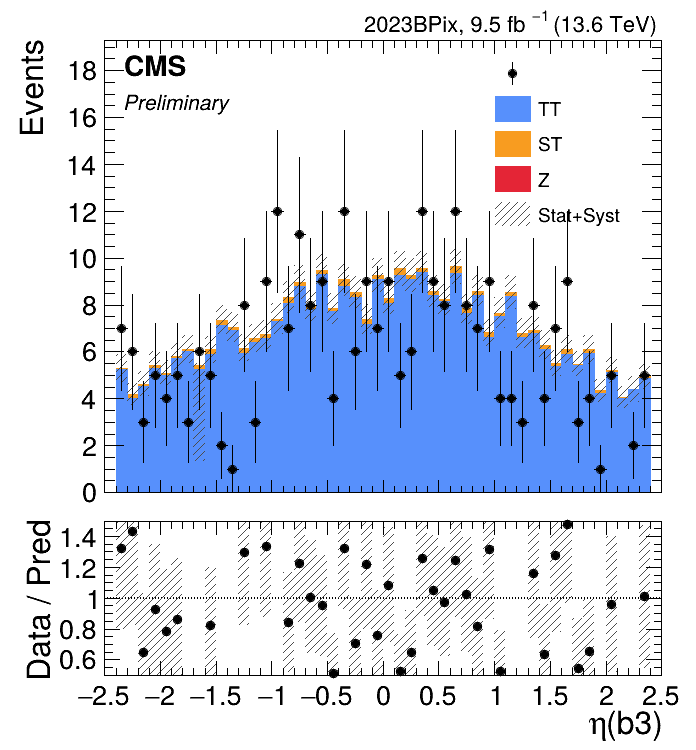 2023BPix, 9.5 fb⁻¹ (13.6 TeV)
CMS
Preliminary
TT
ST
Z
Stat+Syst
Events
18
16
14
12
10
8
6
4
2
0
Data / Pred
1.4
1.2
1
0.8
0.6
−2.5 −2 −1.5 −1 −0.5 0 0.5 1 1.5 2 2.5
η(b3)